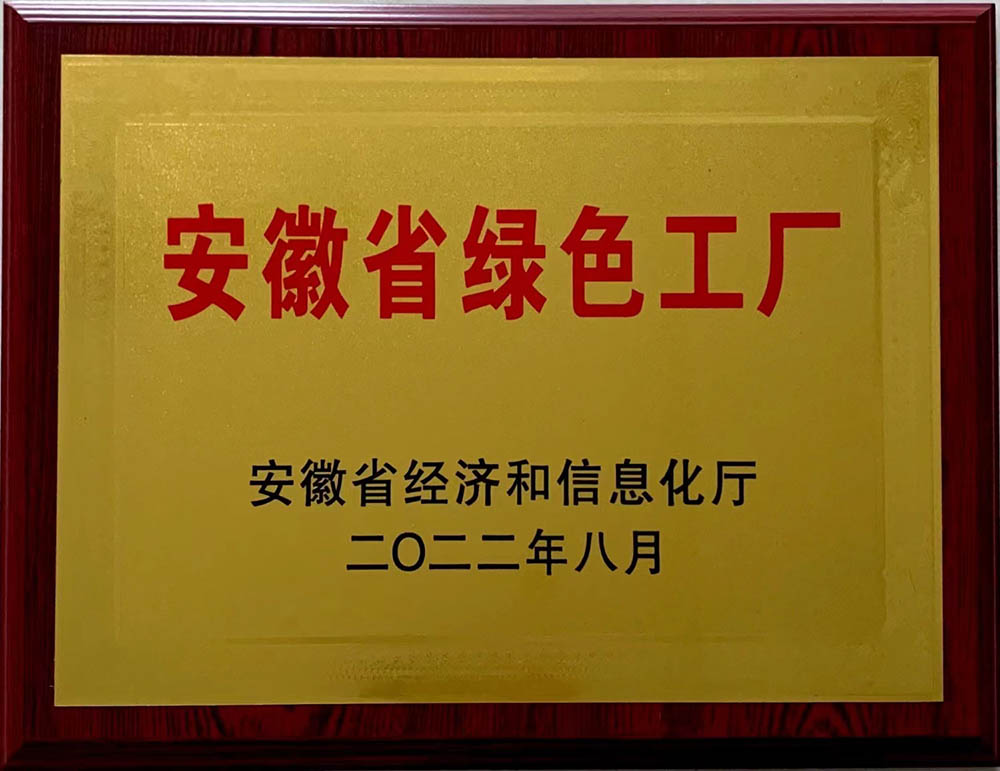 安徽省绿色工厂
安徽省经济和信息化厅
二〇二二年八月